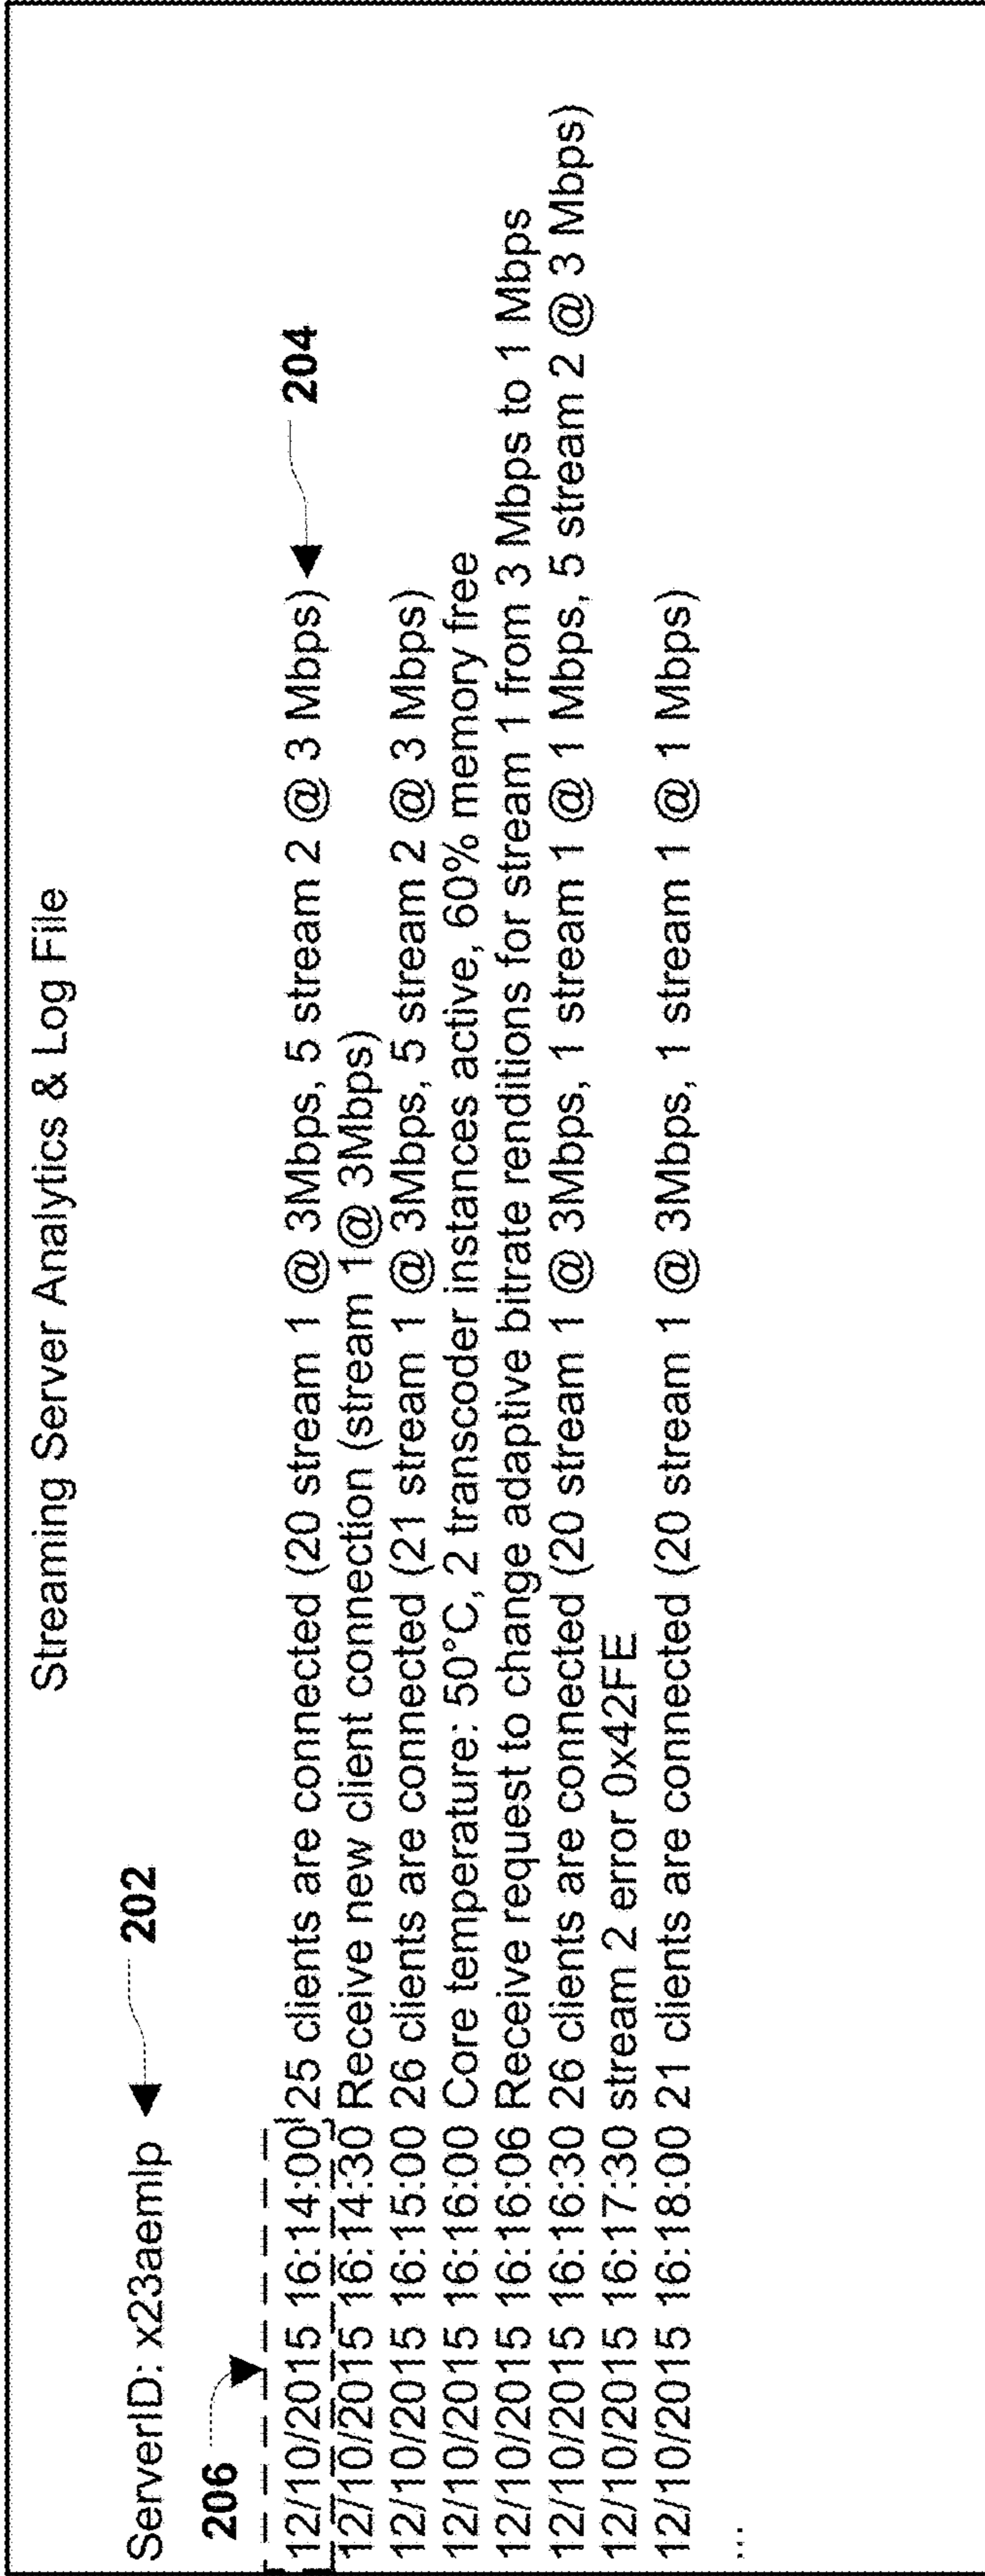 Streaming Server Analytics & Log File
ServerID: x23aemlp
202
206
204
12/10/2015 16:14:00 25 clients are connected (20 stream 1 @ 3Mbps, 5 stream 2 @ 3 Mbps)
12/10/2015 16:14:30 Receive new client connection (stream 1@ 3Mbps)
12/10/2015 16:15:00 26 clients are connected (21 stream 1 @ 3Mbps, 5 stream 2 @ 3 Mbps)
12/10/2015 16:16:00 Core temperature: 50°C, 2 transcoder instances active, 60% memory free
12/10/2015 16:16:06 Receive request to change adaptive bitrate renditions for stream 1 from 3 Mbps to 1 Mbps
12/10/2015 16:16:30 26 clients are connected (20 stream 1 @ 3Mbps, 1 stream 1 @ 1 Mbps, 5 stream 2 @ 3 Mbps)
12/10/2015 16:17:30 stream 2 error 0x42FE
12/10/2015 16:18:00 21 clients are connected (20 stream 1 @ 3Mbps, 1 stream 1 @ 1 Mbps)
...